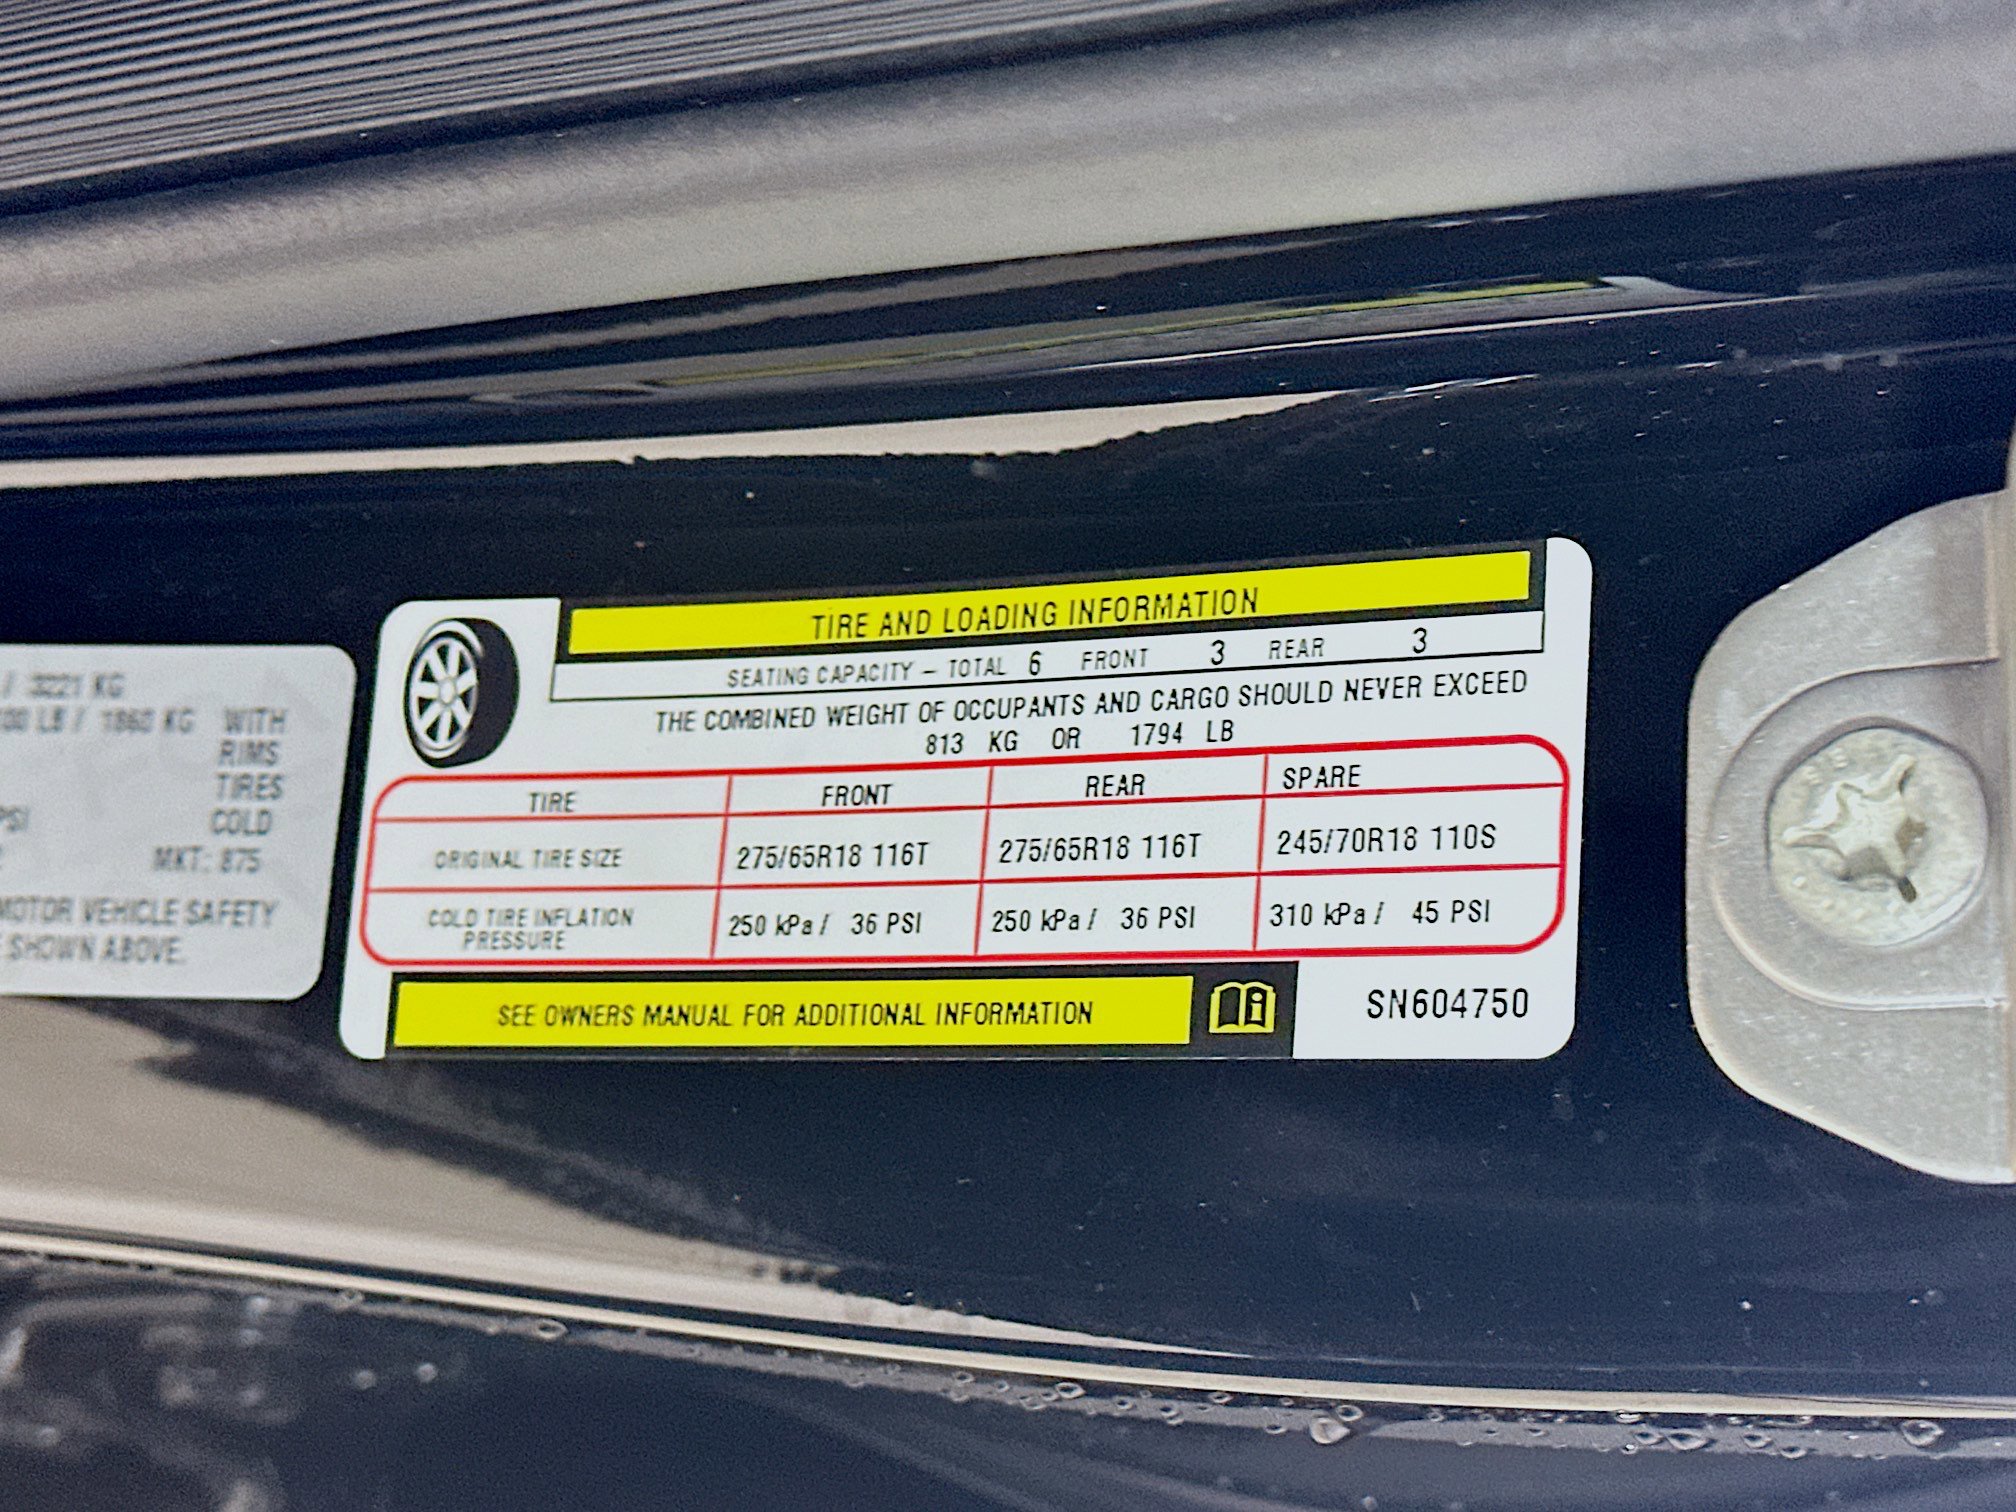 / 3221 KG
00 LB / 1860 KG WITH
RIMS
TIRES
PSI COLD
MKT: 875
MOTOR VEHICLE SAFETY
SHOWN ABOVE.
TIRE AND LOADING INFORMATION
SEATING CAPACITY – TOTAL 6 FRONT 3 REAR 3
THE COMBINED WEIGHT OF OCCUPANTS AND CARGO SHOULD NEVER EXCEED
813 KG OR 1794 LB
TIRE FRONT REAR SPARE
ORIGINAL TIRE SIZE 275/65R18 116T 275/65R18 116T 245/70R18 110S
COLD TIRE INFLATION PRESSURE 250 kPa / 36 PSI 250 kPa / 36 PSI 310 kPa / 45 PSI
SEE OWNERS MANUAL FOR ADDITIONAL INFORMATION
SN604750